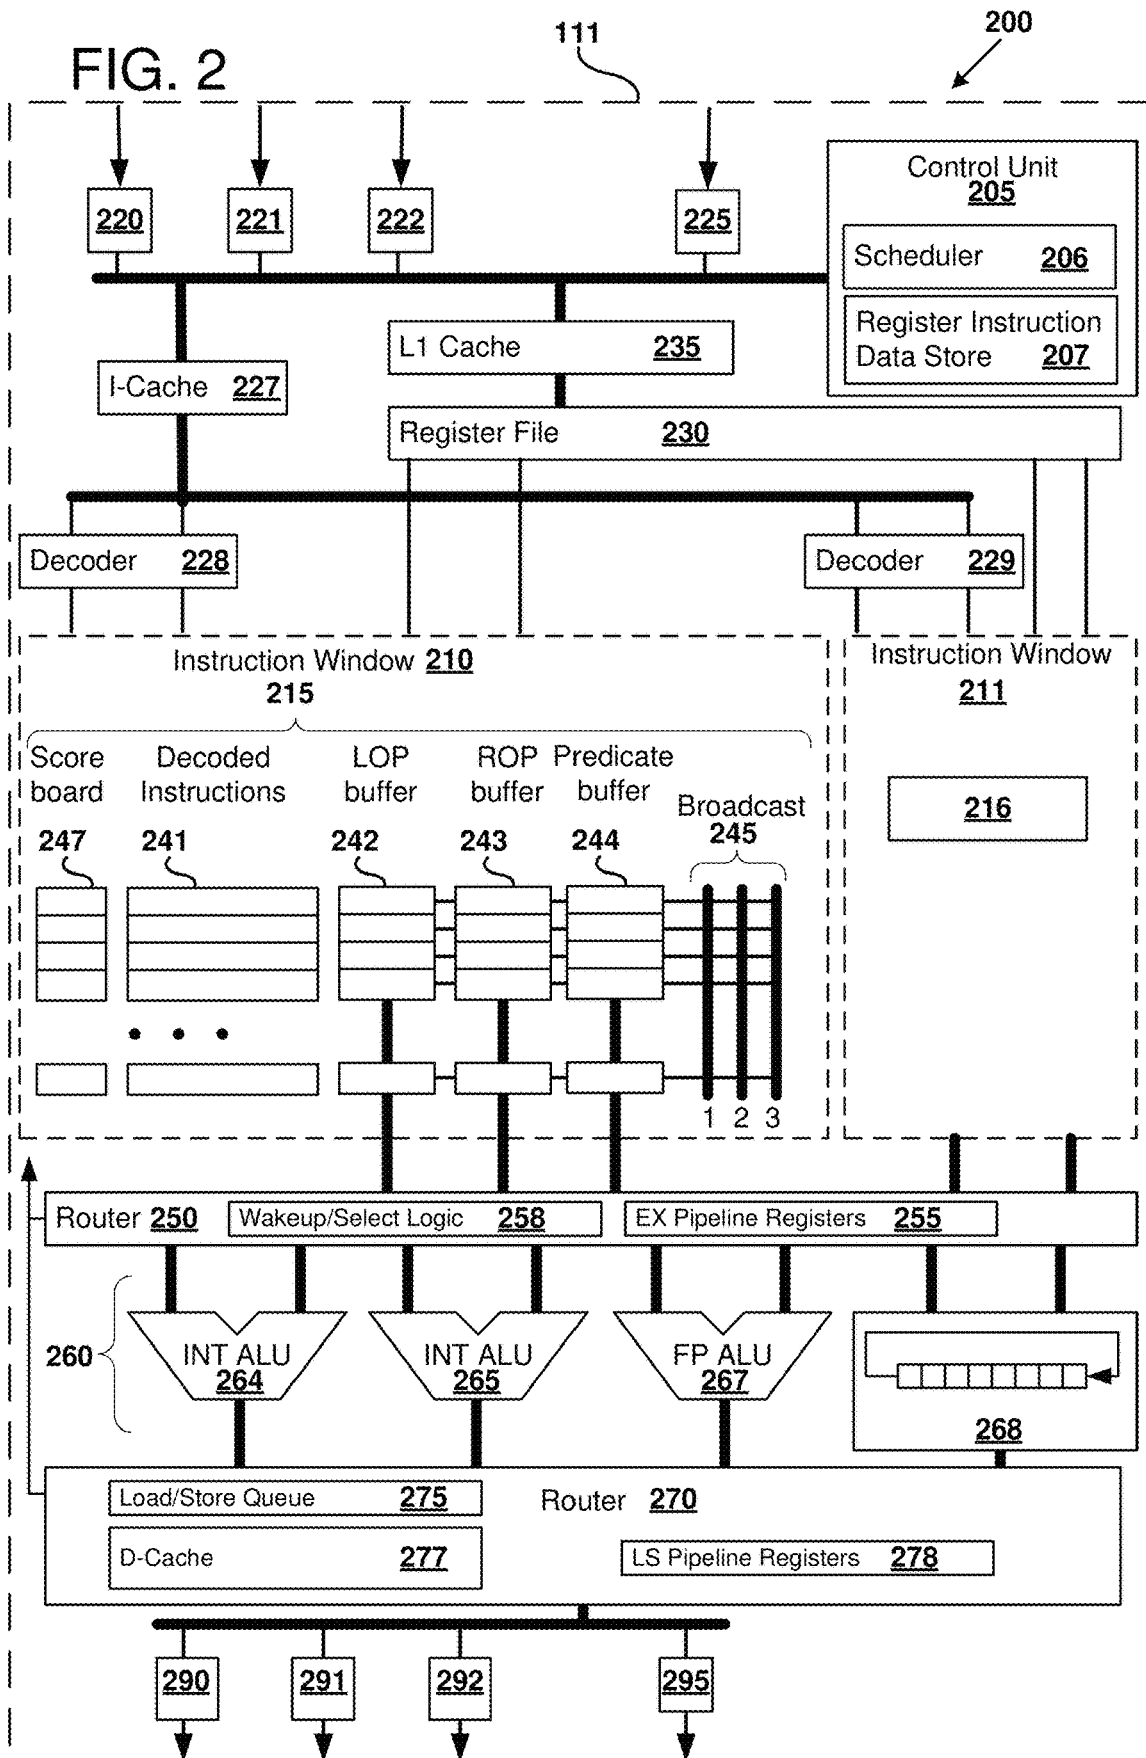 FIG. 2
111
200
220
221
222
225
Control Unit
205
Scheduler 206
Register Instruction
Data Store 207
L1 Cache 235
I-Cache 227
Register File 230
Decoder 228
Decoder 229
Instruction Window 210
215
Instruction Window
211
Score
board
Decoded
Instructions
LOP
buffer
ROP
buffer
Predicate
buffer
Broadcast
245
216
247
241
242
243
244
1 2 3
Router 250
Wakeup/Select Logic 258
EX Pipeline Registers 255
260
INT ALU
264
INT ALU
265
FP ALU
267
268
Load/Store Queue 275
Router 270
D-Cache 277
LS Pipeline Registers 278
290
291
292
295